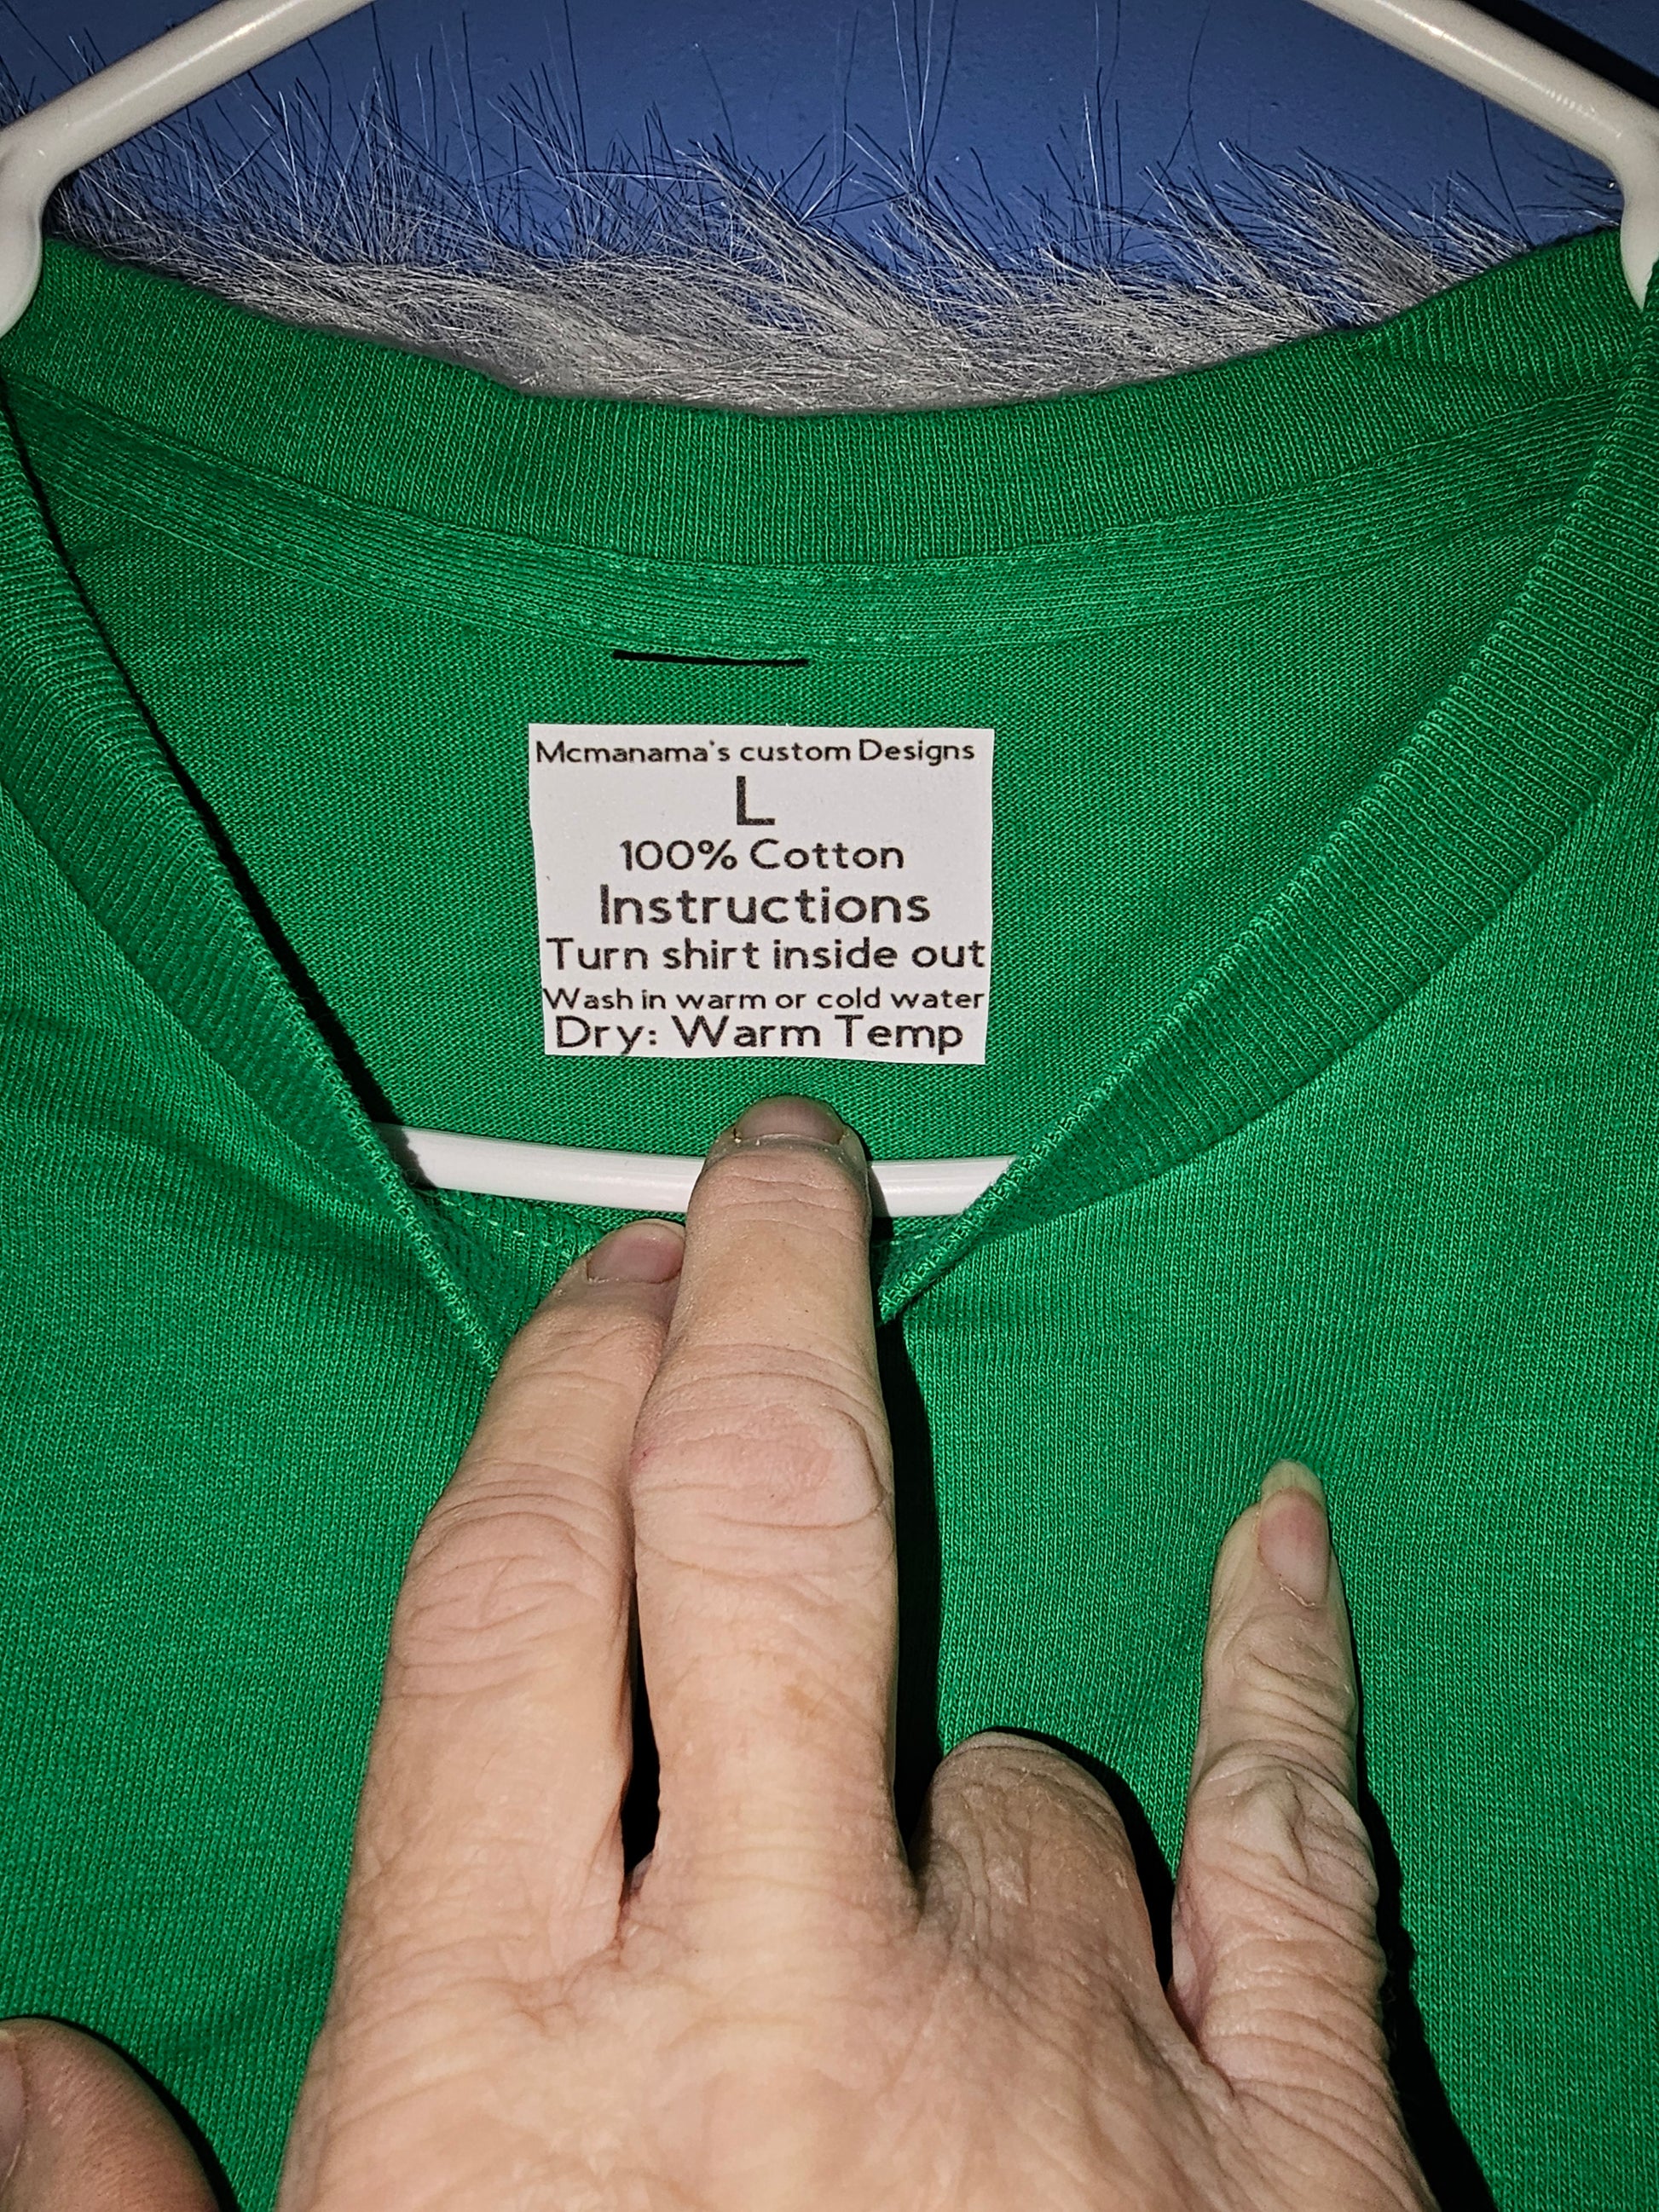 Mcmanama's custom Designs
L
100% Cotton
Instructions
Turn shirt inside out
Wash in warm or cold water
Dry: Warm Temp